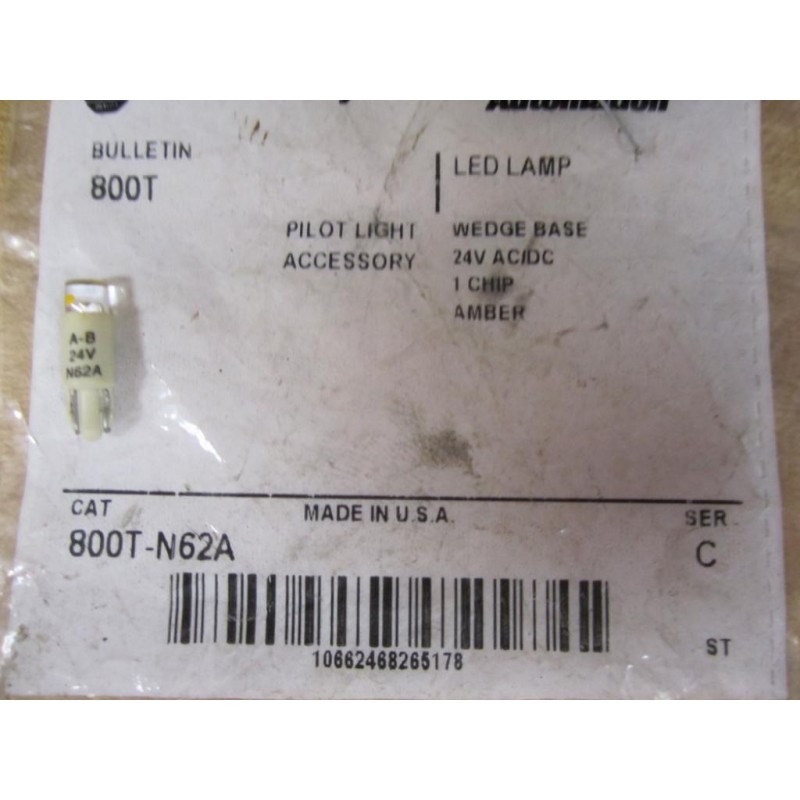 Automation
BULLETIN
800T
LED LAMP
PILOT LIGHT
ACCESSORY
WEDGE BASE
24V AC/DC
1 CHIP
AMBER
A-B
24V
N62A
CAT
MADE IN U.S.A.
SER
800T-N62A
C
10662468265178
ST